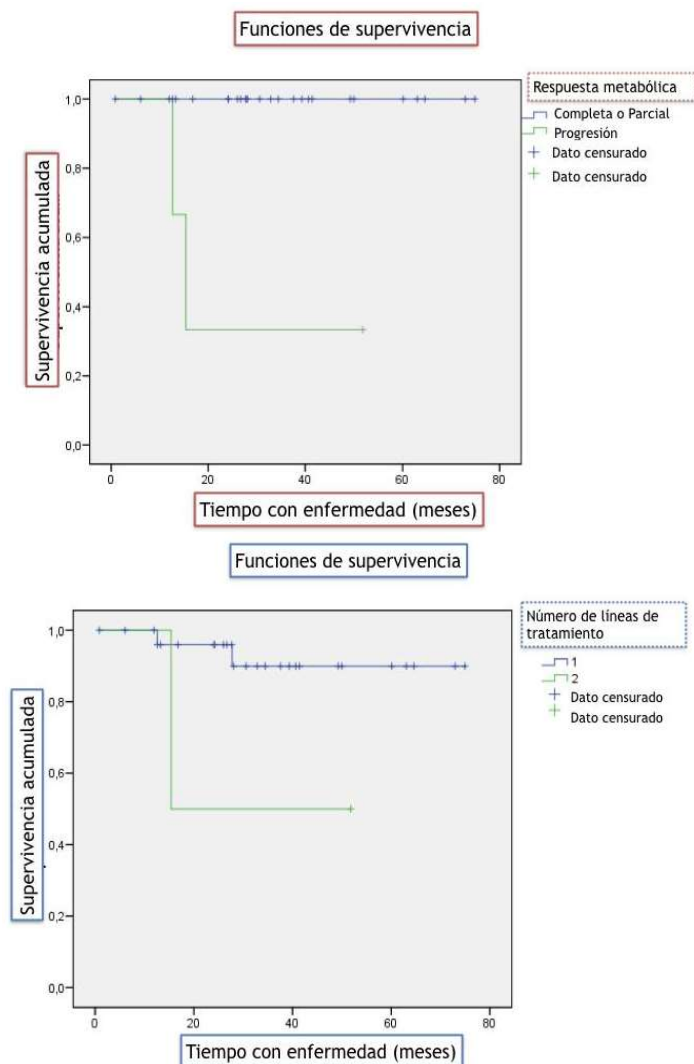 Funciones de supervivencia
Respuesta metabólica
Completa o Parcial
Progresión
Dato censurado
Dato censurado
Supervivencia acumulada
1,0
0,8
0,6
0,4
0,2
0,0
0
20
40
60
80
Tiempo con enfermedad (meses)
Funciones de supervivencia
Número de líneas de
tratamiento
1
2
Dato censurado
Dato censurado
Supervivencia acumulada
1,0
0,8
0,6
0,4
0,2
0,0
0
20
40
60
80
Tiempo con enfermedad (meses)